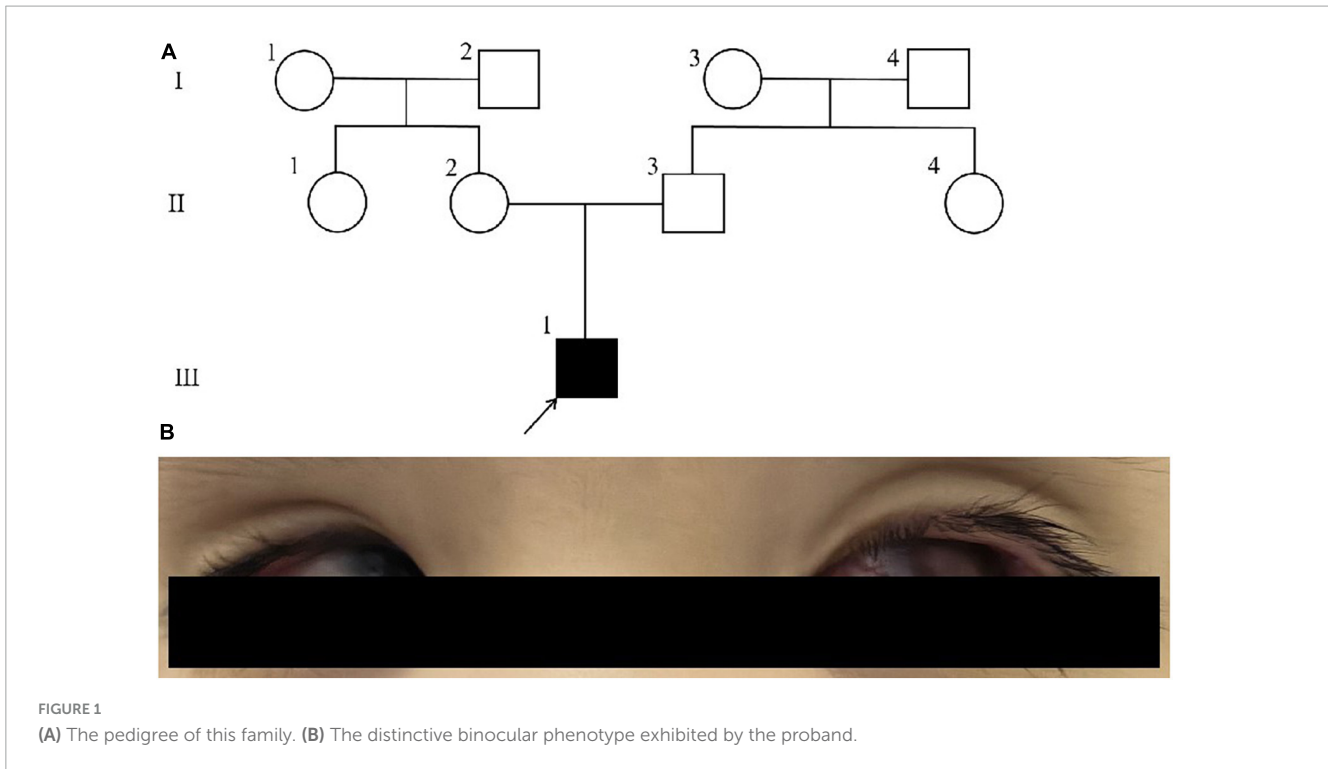 A
1 2 3 4
I
1 2 3 4
II
1
III
B
FIGURE 1
(A) The pedigree of this family. (B) The distinctive binocular phenotype exhibited by the proband.